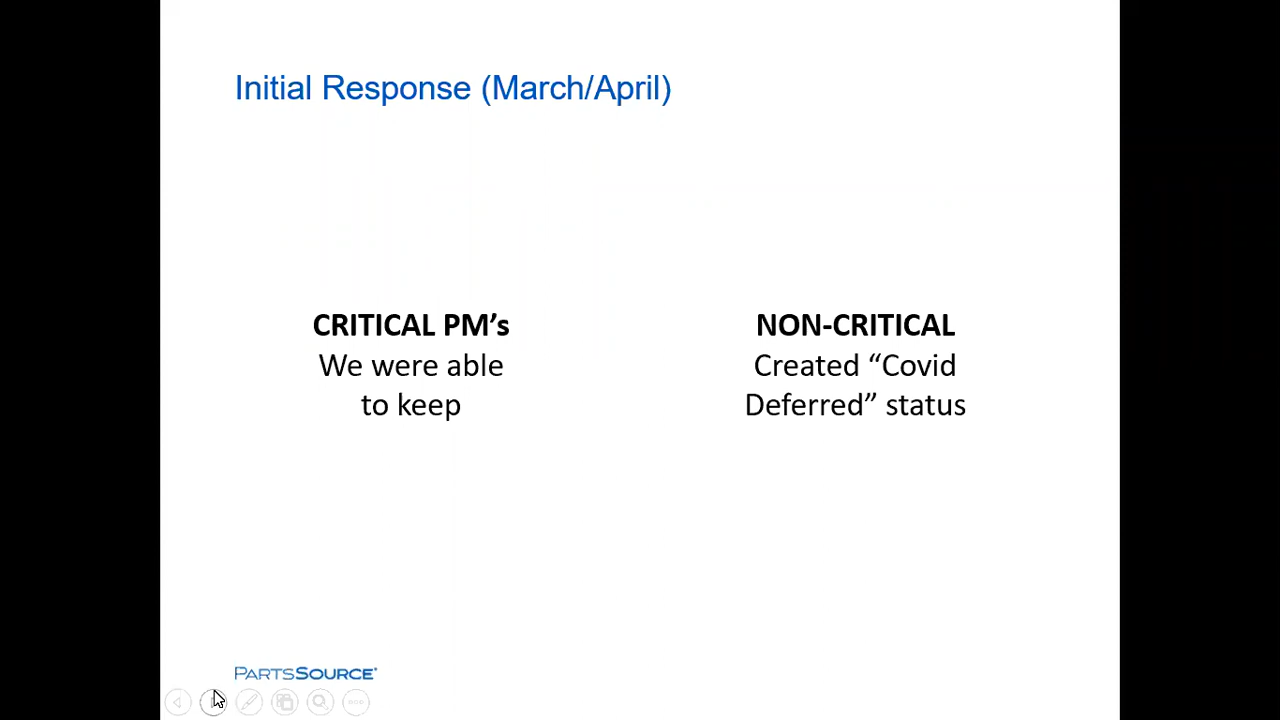 Initial Response (March/April)
CRITICAL PM’s
We were able
to keep
NON-CRITICAL
Created “Covid
Deferred” status
PARTSSOURCE®